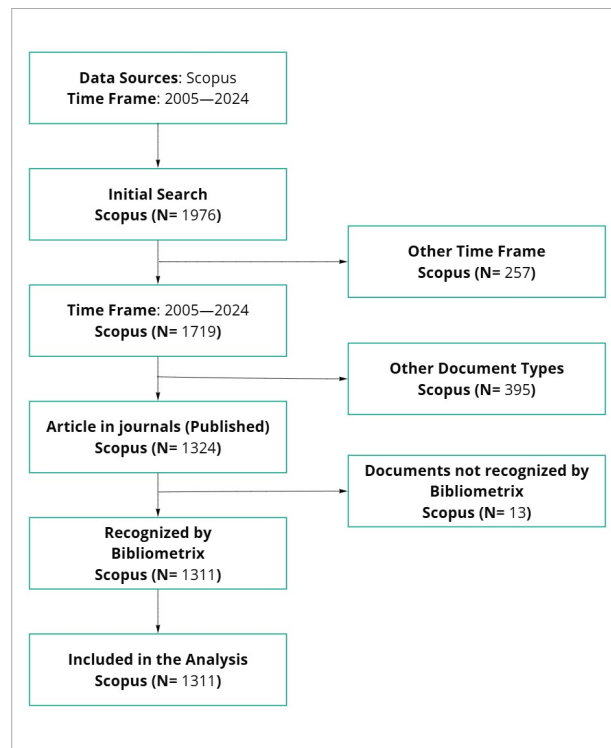 Data Sources: Scopus
Time Frame: 2005—2024
Initial Search
Scopus (N= 1976)
Other Time Frame
Scopus (N= 257)
Time Frame: 2005—2024
Scopus (N= 1719)
Other Document Types
Scopus (N= 395)
Article in journals (Published)
Scopus (N= 1324)
Documents not recognized by
Bibliometrix
Scopus (N= 13)
Recognized by
Bibliometrix
Scopus (N= 1311)
Included in the Analysis
Scopus (N= 1311)